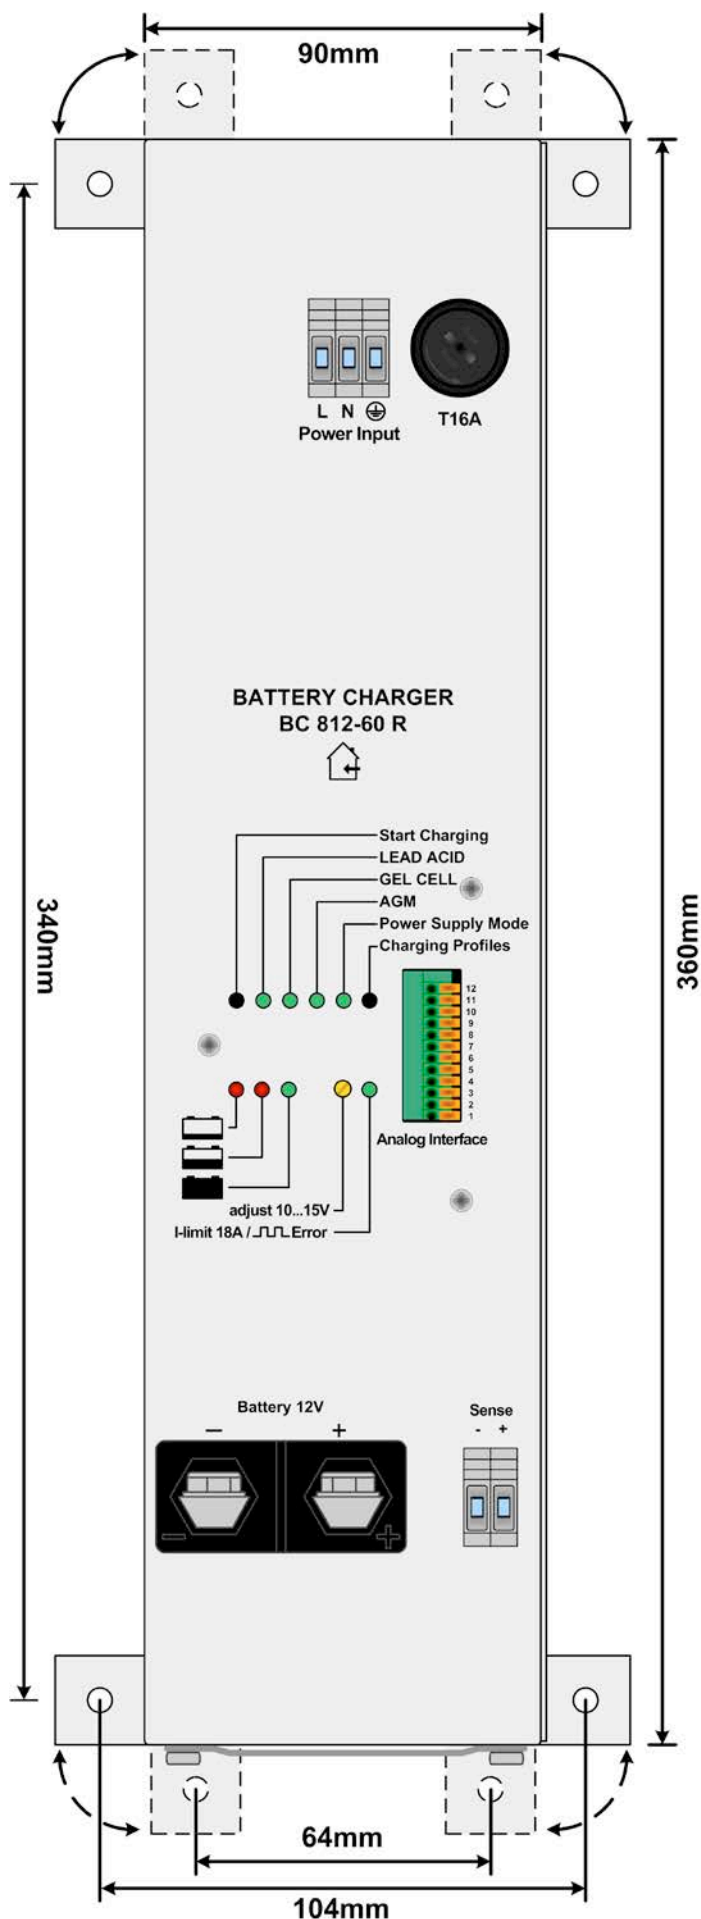 90mm
L N
Power Input
T16A
BATTERY CHARGER
BC 812-60 R
Start Charging
LEAD ACID
GEL CELL
AGM
Power Supply Mode
Charging Profiles
340mm
360mm
12
11
10
9
8
7
6
5
4
3
2
1
Analog Interface
adjust 10...15V
I-limit 18A / Error
Battery 12V
Sense
− +
- +
− +
64mm
104mm